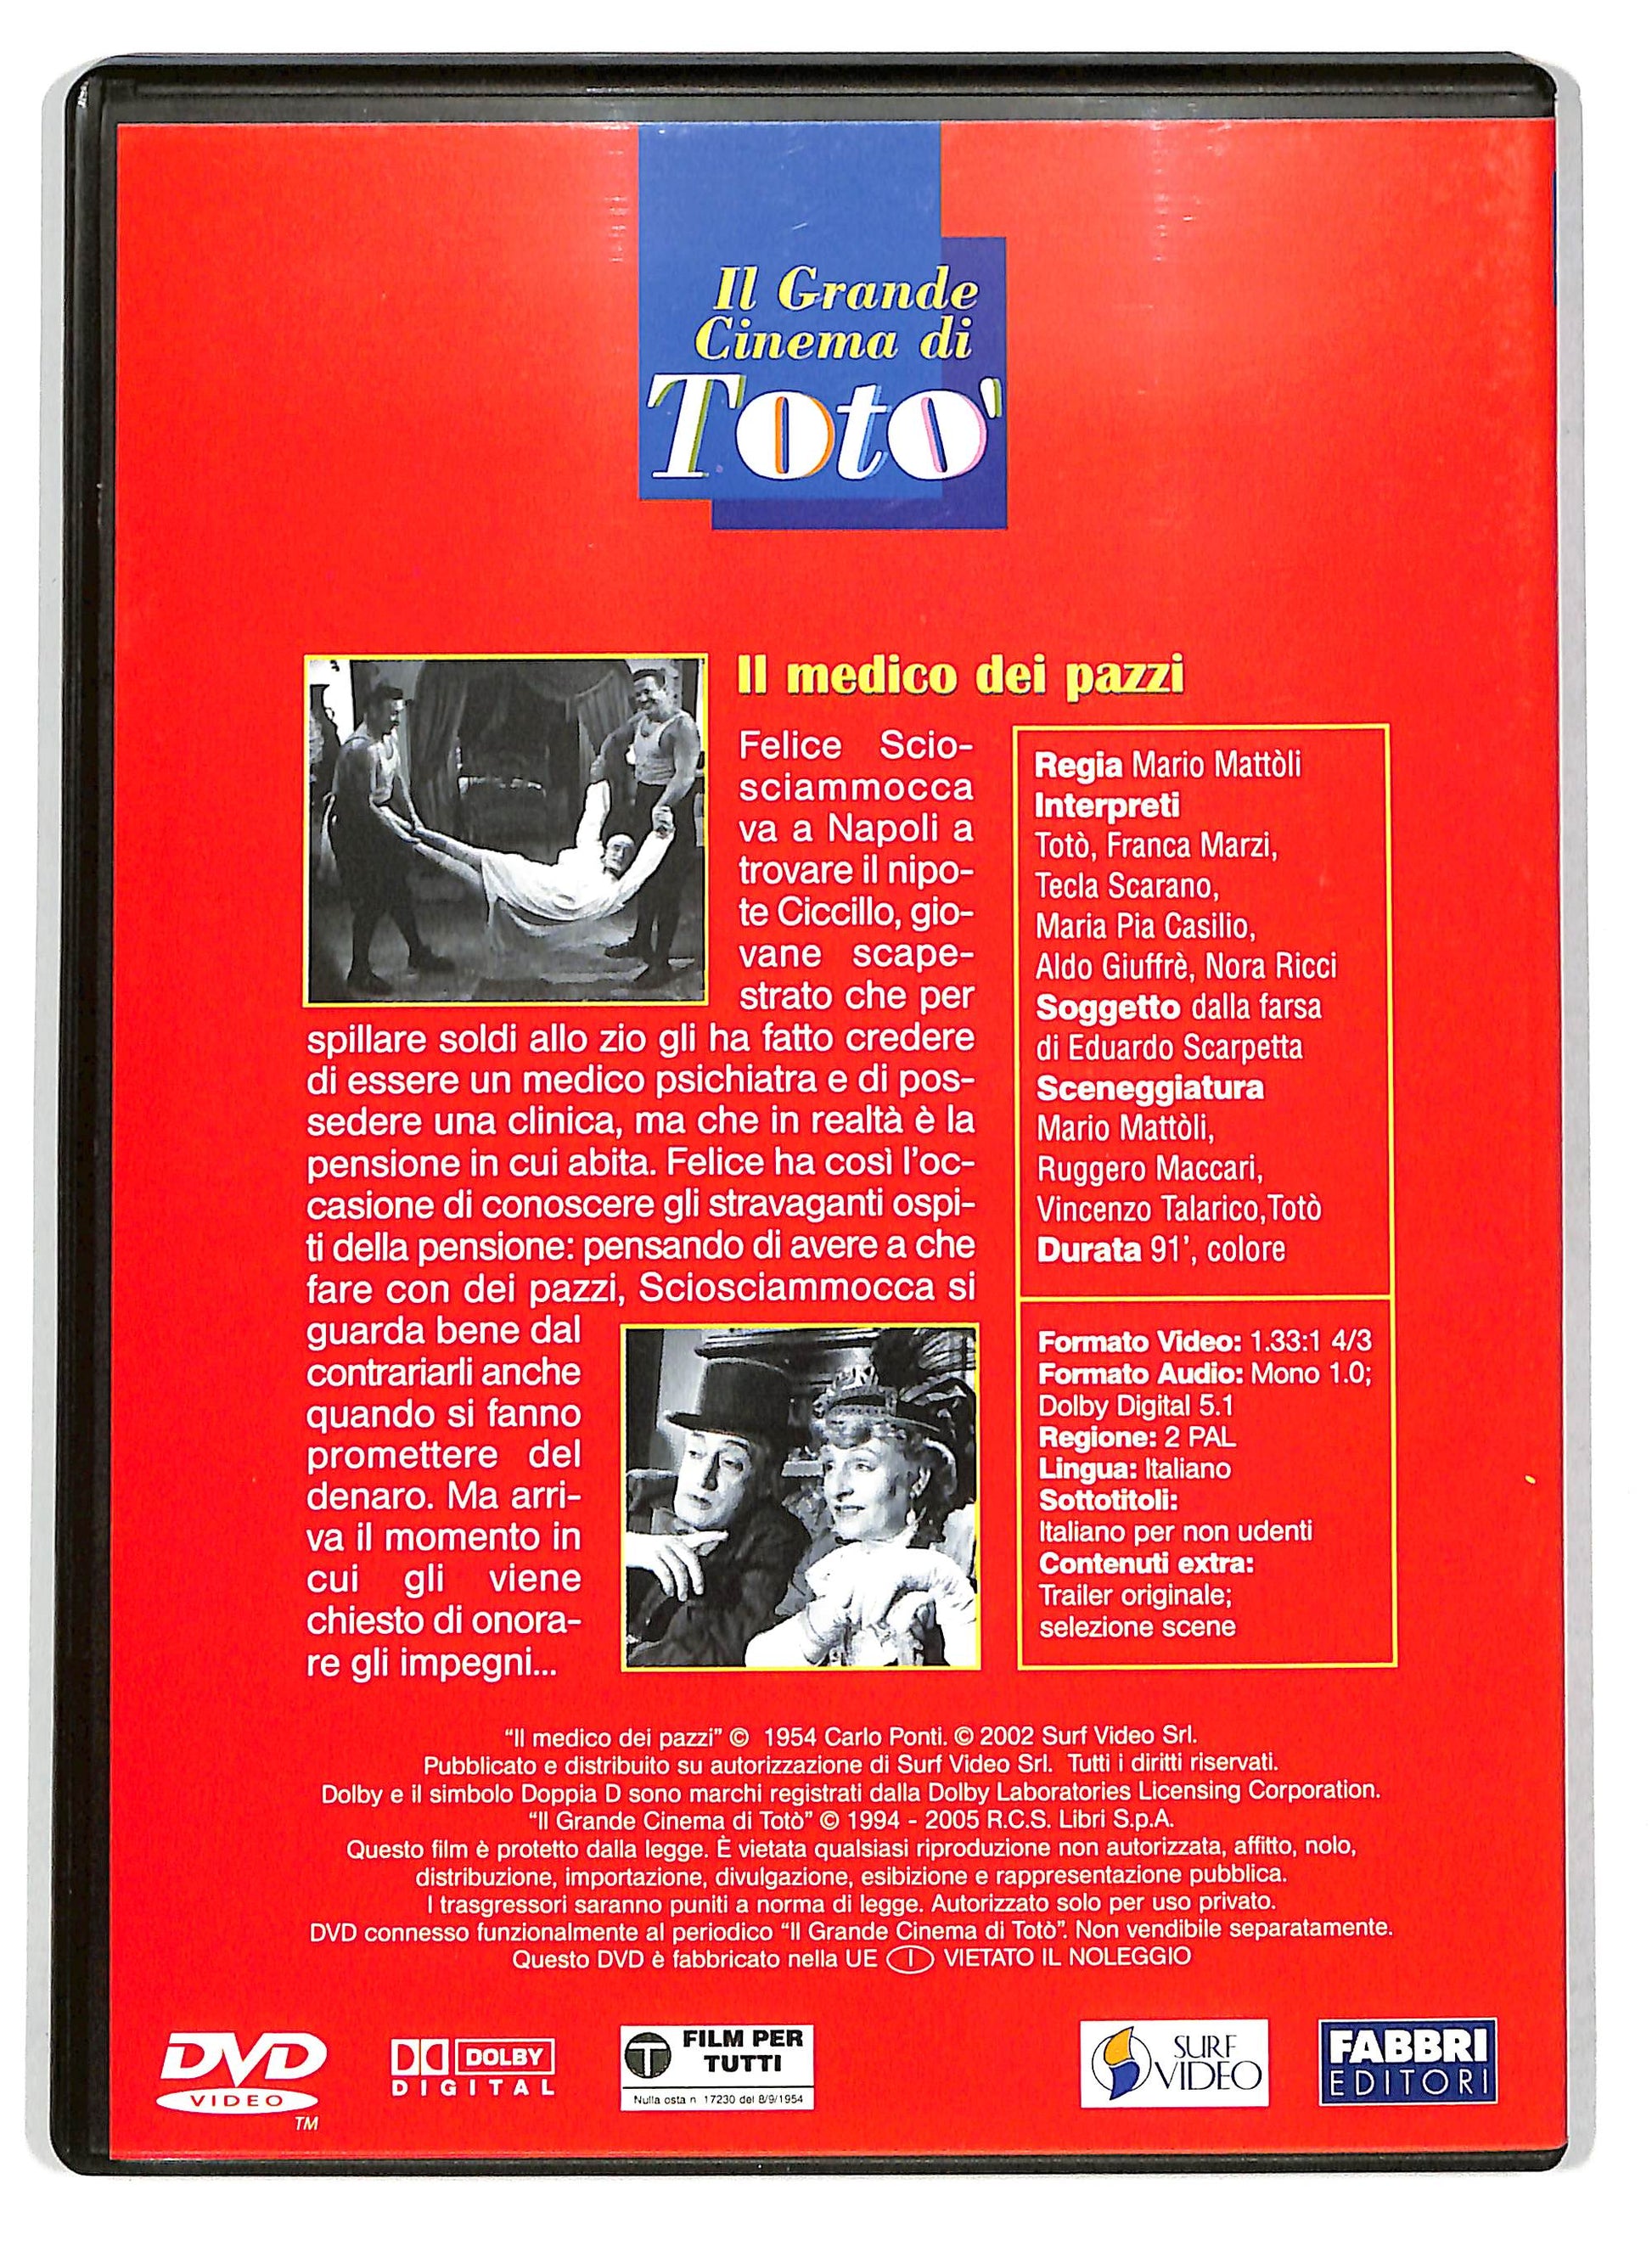 Il Grande
Cinema di
Totò
Il medico dei pazzi
Felice Scio-
sciammocca
va a Napoli a
trovare il nipo-
te Ciccillo, gio-
vane scape-
strato che per
spillare soldi allo zio gli ha fatto credere
di essere un medico psichiatra e di pos-
sedere una clinica, ma che in realtà è la
pensione in cui abita. Felice ha così l'oc-
casione di conoscere gli stravaganti ospi-
ti della pensione: pensando di avere a che
fare con dei pazzi, Sciosciammocca si
guarda bene dal
contrariarli anche
quando si fanno
promettere del
denaro. Ma arri-
va il momento in
cui gli viene
chiesto di onora-
re gli impegni...
Regia Mario Mattòli
Interpreti
Totò, Franca Marzi,
Tecla Scarano,
Maria Pia Casilio,
Aldo Giuffrè, Nora Ricci
Soggetto dalla farsa
di Eduardo Scarpetta
Sceneggiatura
Mario Mattòli,
Ruggero Maccari,
Vincenzo Talarico,Totò
Durata 91', colore
Formato Video: 1.33:1 4/3
Formato Audio: Mono 1.0;
Dolby Digital 5.1
Regione: 2 PAL
Lingua: Italiano
Sottotitoli:
Italiano per non udenti
Contenuti extra:
Trailer originale;
selezione scene
“Il medico dei pazzi” © 1954 Carlo Ponti. © 2002 Surf Video Srl.
Pubblicato e distribuito su autorizzazione di Surf Video Srl. Tutti i diritti riservati.
Dolby e il simbolo Doppia D sono marchi registrati dalla Dolby Laboratories Licensing Corporation.
“Il Grande Cinema di Totò” © 1994 - 2005 R.C.S. Libri S.p.A.
Questo film è protetto dalla legge. È vietata qualsiasi riproduzione non autorizzata, affitto, nolo,
distribuzione, importazione, divulgazione, esibizione e rappresentazione pubblica.
I trasgressori saranno puniti a norma di legge. Autorizzato solo per uso privato.
DVD connesso funzionalmente al periodico “Il Grande Cinema di Totò”. Non vendibile separatamente.
Questo DVD è fabbricato nella UE I VIETATO IL NOLEGGIO
DVD
VIDEO
TM
DOLBY
DIGITAL
T FILM PER
TUTTI
Nulla osta n. 17230 del 8/9/1954
SURF
VIDEO
FABBRI
EDITORI